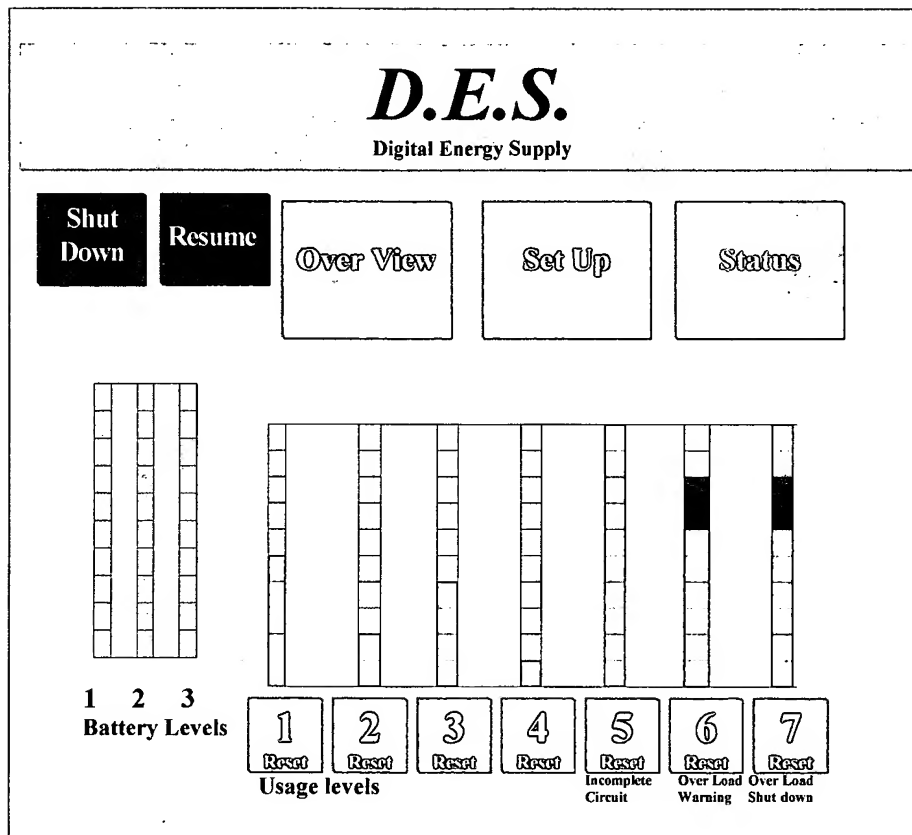 D.E.S.
Digital Energy Supply
Shut
Down
Resume
Over View
Set Up
Status
1 2 3
Battery Levels
1 2 3 4 5 6 7
Reset Reset Reset Reset Reset Reset Reset
Usage levels
Incomplete
Circuit
Over Load
Warning
Over Load
Shut down